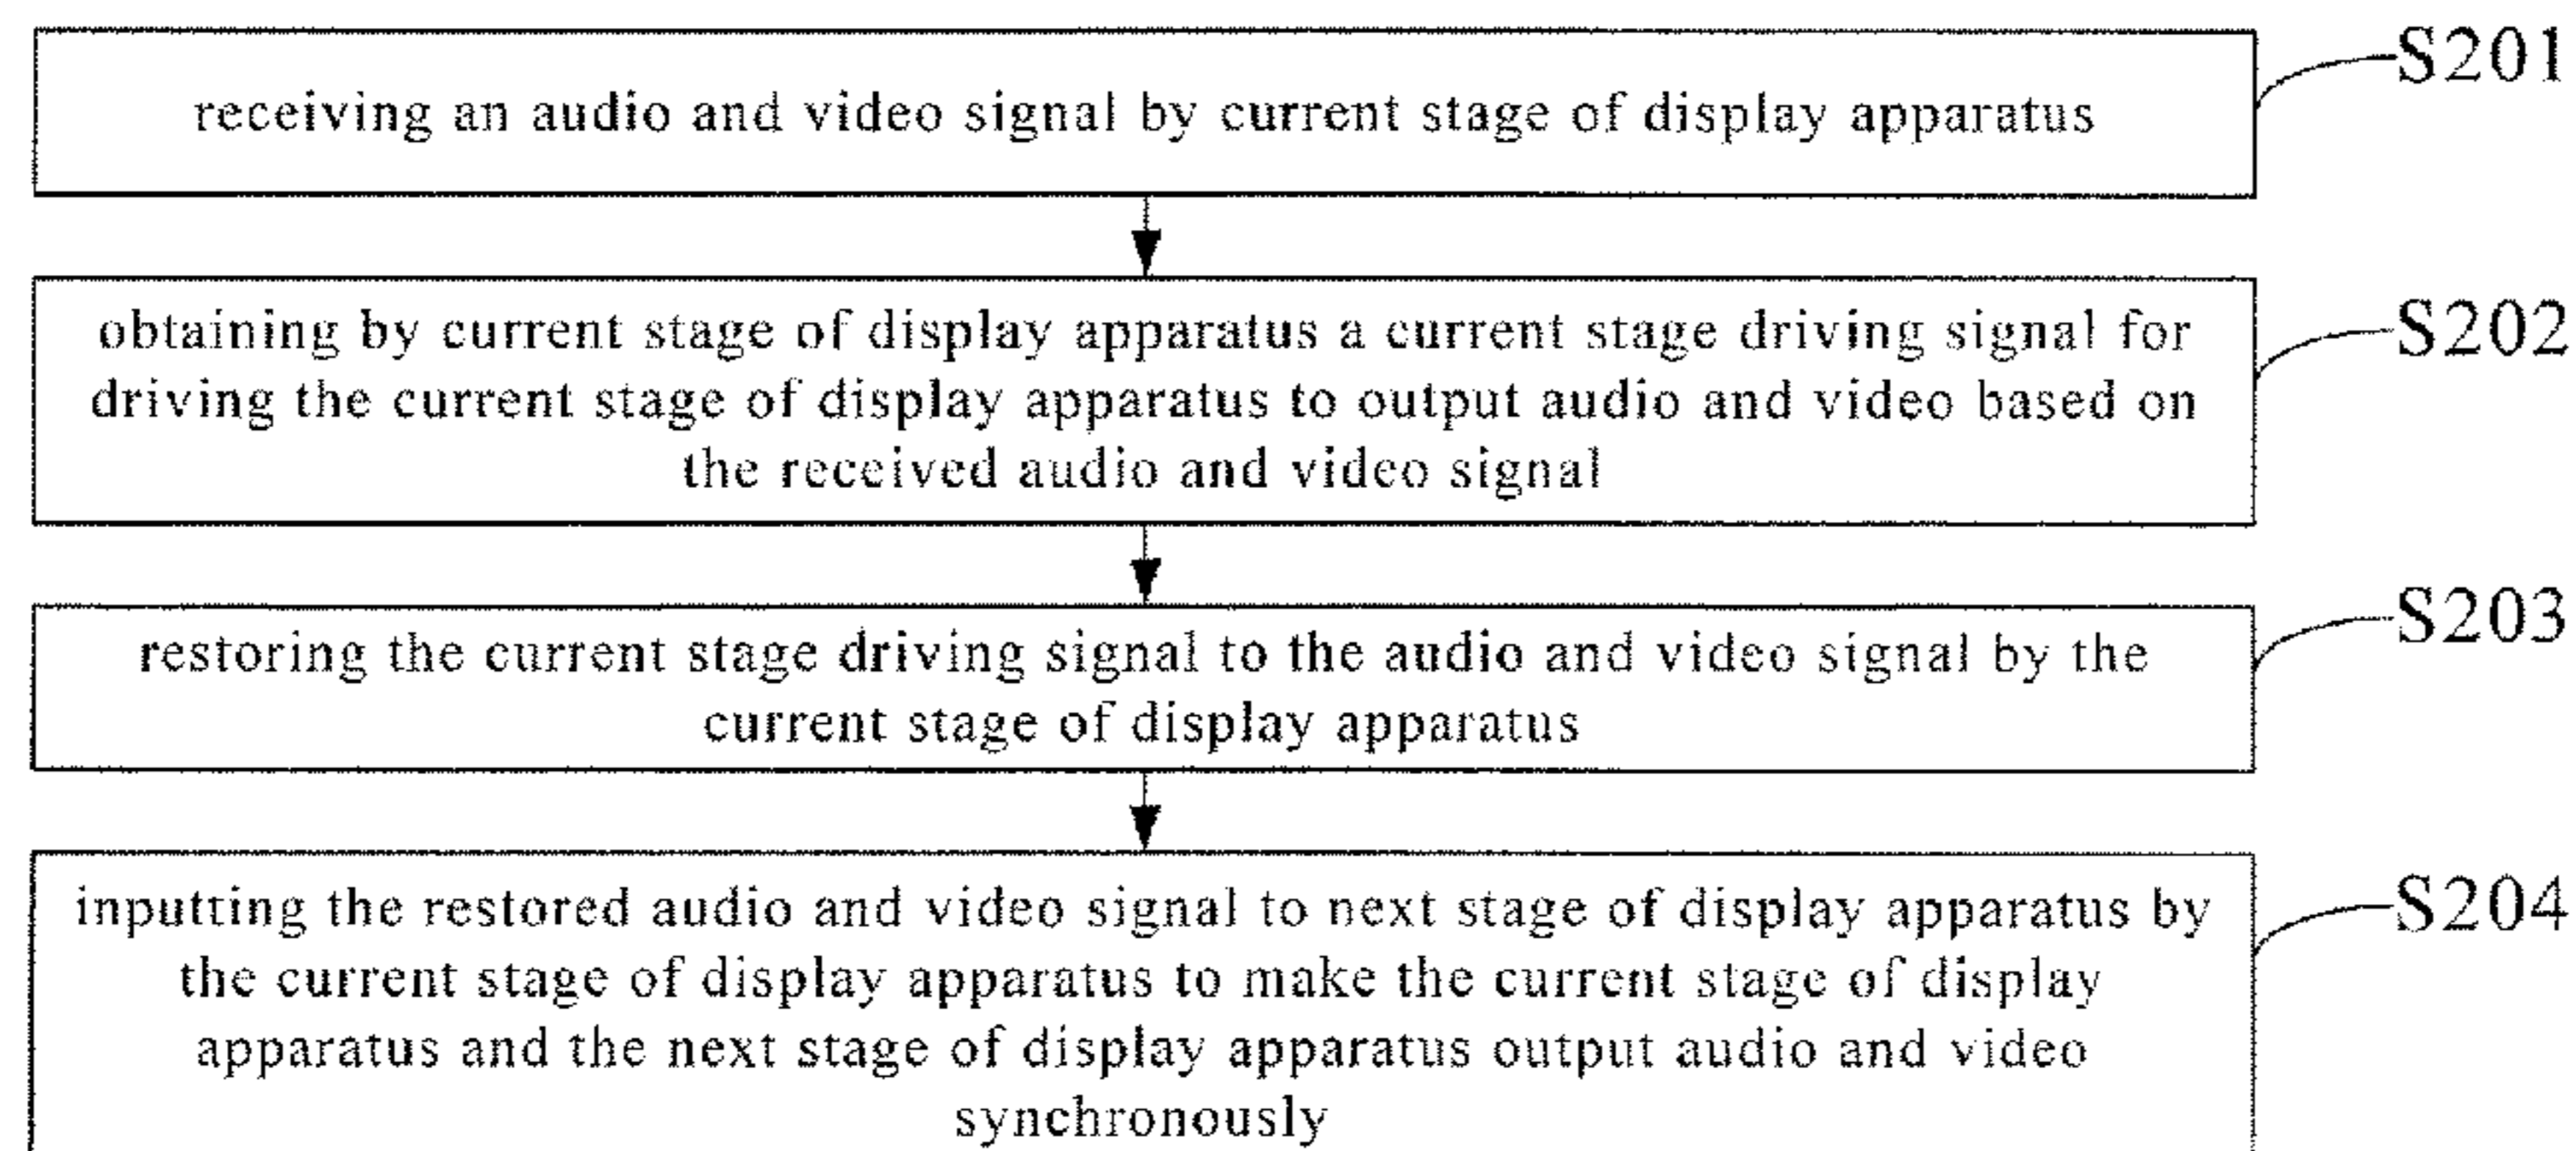 receiving an audio and video signal by current stage of display apparatus
S201
obtaining by current stage of display apparatus a current stage driving signal for
driving the current stage of display apparatus to output audio and video based on
the received audio and video signal
S202
restoring the current stage driving signal to the audio and video signal by the
current stage of display apparatus
S203
inputting the restored audio and video signal to next stage of display apparatus by
the current stage of display apparatus to make the current stage of display
apparatus and the next stage of display apparatus output audio and video
synchronously
S204